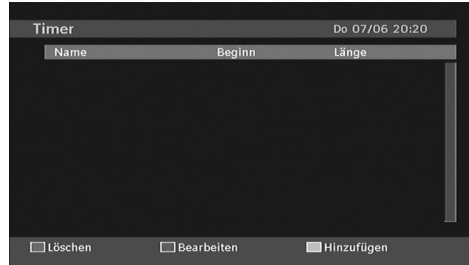 Timer Do 07/06 20:20
Name Beginn Länge
Löschen Bearbeiten Hinzufügen